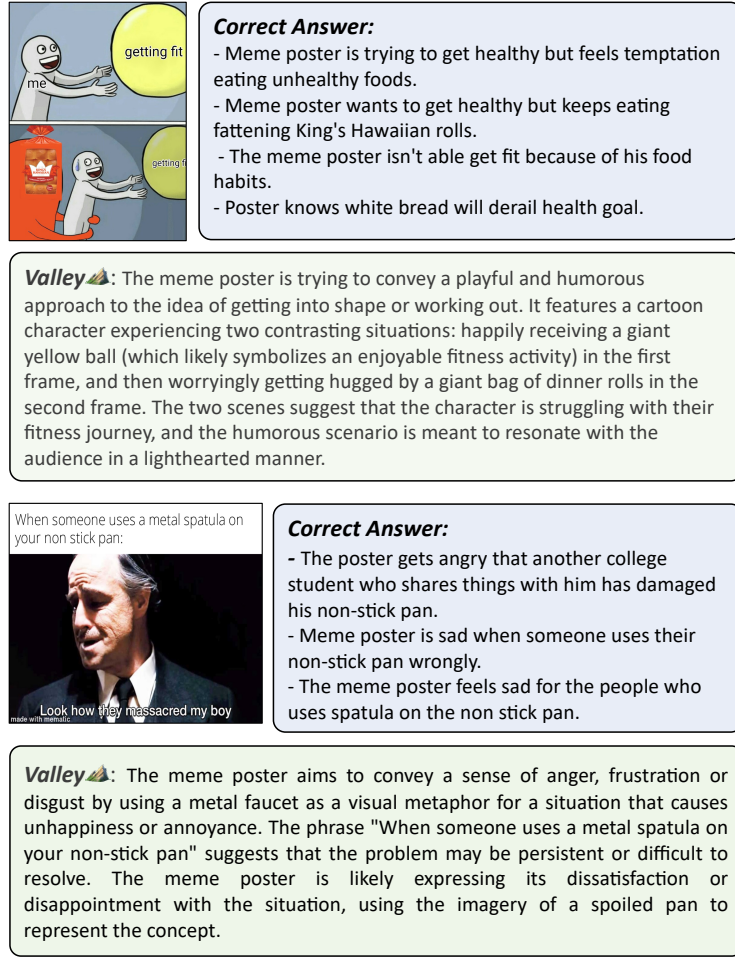 getting fit
me
getting fi
Correct Answer:
- Meme poster is trying to get healthy but feels temptation
eating unhealthy foods.
- Meme poster wants to get healthy but keeps eating
fattening King's Hawaiian rolls.
- The meme poster isn't able get fit because of his food
habits.
- Poster knows white bread will derail health goal.
Valley: The meme poster is trying to convey a playful and humorous
approach to the idea of getting into shape or working out. It features a cartoon
character experiencing two contrasting situations: happily receiving a giant
yellow ball (which likely symbolizes an enjoyable fitness activity) in the first
frame, and then worryingly getting hugged by a giant bag of dinner rolls in the
second frame. The two scenes suggest that the character is struggling with their
fitness journey, and the humorous scenario is meant to resonate with the
audience in a lighthearted manner.
When someone uses a metal spatula on
your non stick pan:
Look how they massacred my boy
made with mematic
Correct Answer:
- The poster gets angry that another college
student who shares things with him has damaged
his non-stick pan.
- Meme poster is sad when someone uses their
non-stick pan wrongly.
- The meme poster feels sad for the people who
uses spatula on the non stick pan.
Valley: The meme poster aims to convey a sense of anger, frustration or
disgust by using a metal faucet as a visual metaphor for a situation that causes
unhappiness or annoyance. The phrase "When someone uses a metal spatula on
your non-stick pan" suggests that the problem may be persistent or difficult to
resolve. The meme poster is likely expressing its dissatisfaction or
disappointment with the situation, using the imagery of a spoiled pan to
represent the concept.